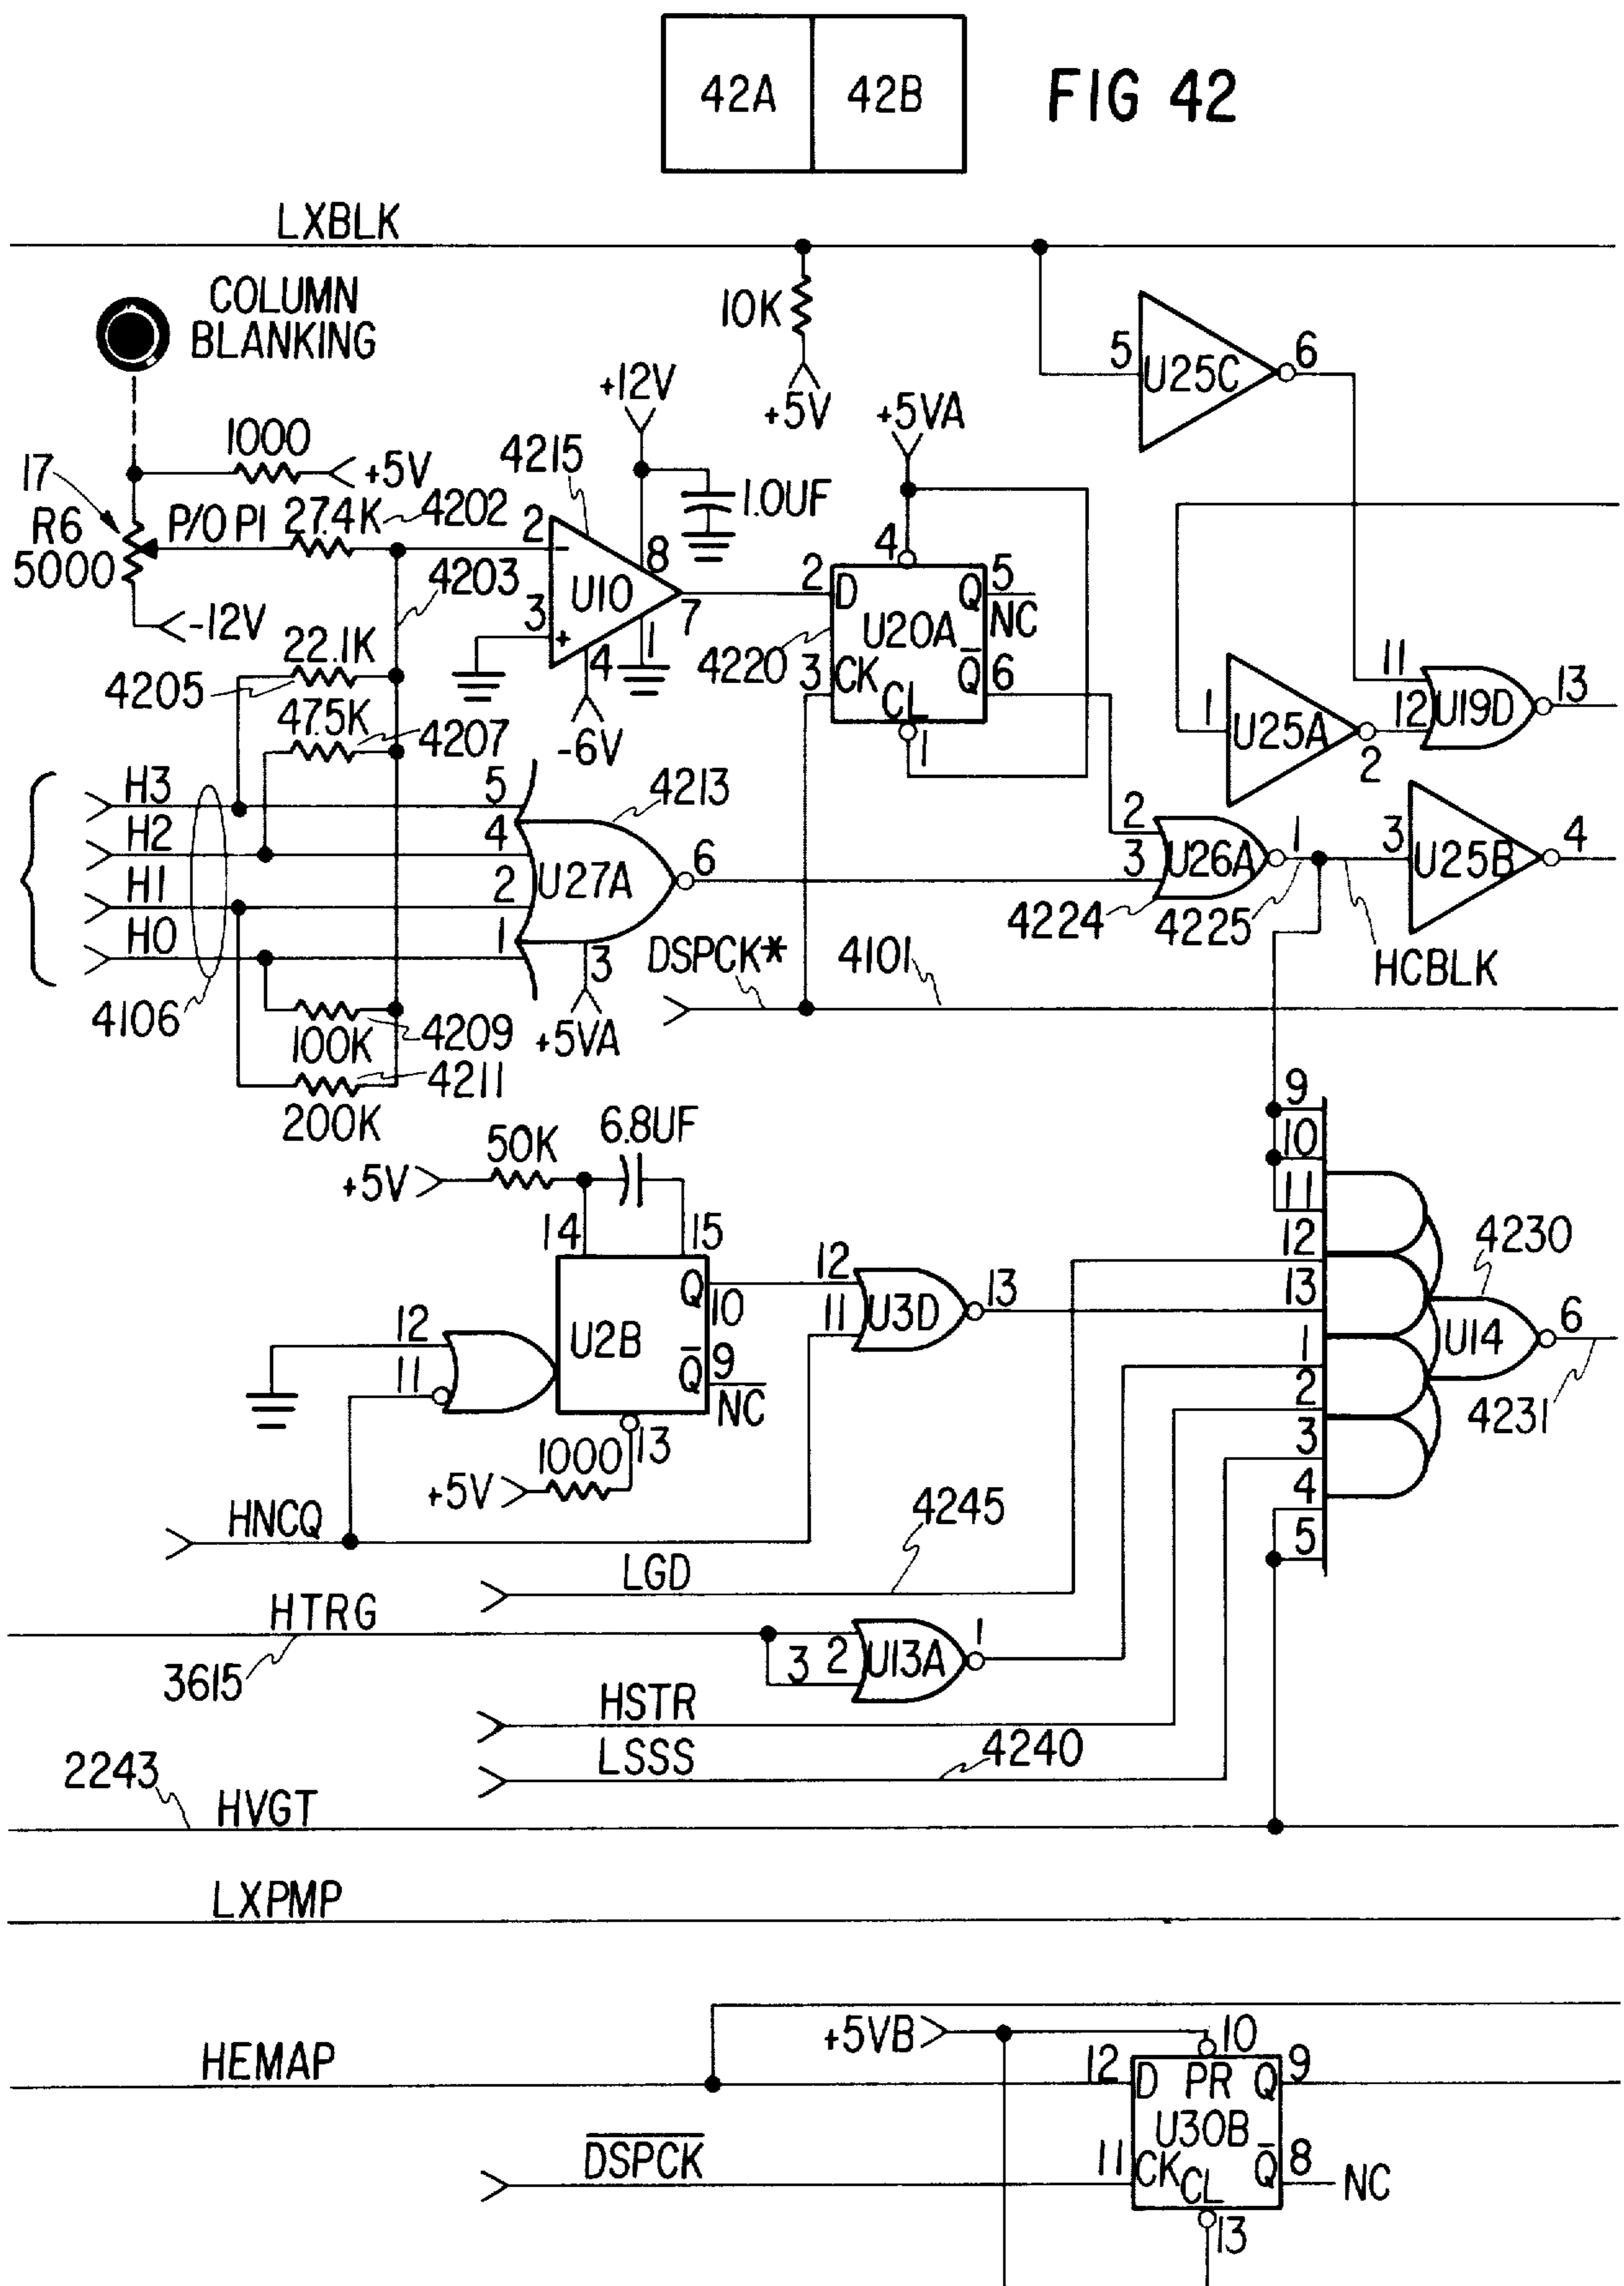 42A 42B FIG 42
LXBLK
COLUMN
BLANKING
10K
+5V
5 U25C 6
+12V
+5VA
1000
+5V
17
R6
5000
P/O P1
27.4K
4202
4203
-12V
4215
1.0UF
2 - U10 8
3 + 1 7
4
-6V
22.1K
4205
47.5K
4207
4
2 D Q 5
NC
U20A
4220
3 CK Q̅ 6
CL
1
11
12 U19D 13
1 U25A 2
H3 5
H2 4
H1 2
H0 1
U27A 6
4213
3
+5VA
4106
100K
4209
4211
200K
2
3 U26A 1
4224
4225
3 U25B 4
HCBLK
DSPCK*
4101
50K
6.8UF
+5V
14 15
Q
10
U2B
Q̅ 9
NC
12
11
13
1000
+5V
12
11 U3D 13
9
10
11
12
13
1
2
3
4
5
4230
U14 6
4231
HNCQ
LGD
4245
HTRG
3615
3 2 U13A 1
HSTR
LSSS
4240
2243
HVGT
LXPMP
+5VB
10
HEMAP
12 D PR Q 9
U30B
D̅S̅P̅C̅K̅
11 CK CL Q̅ 8 NC
13